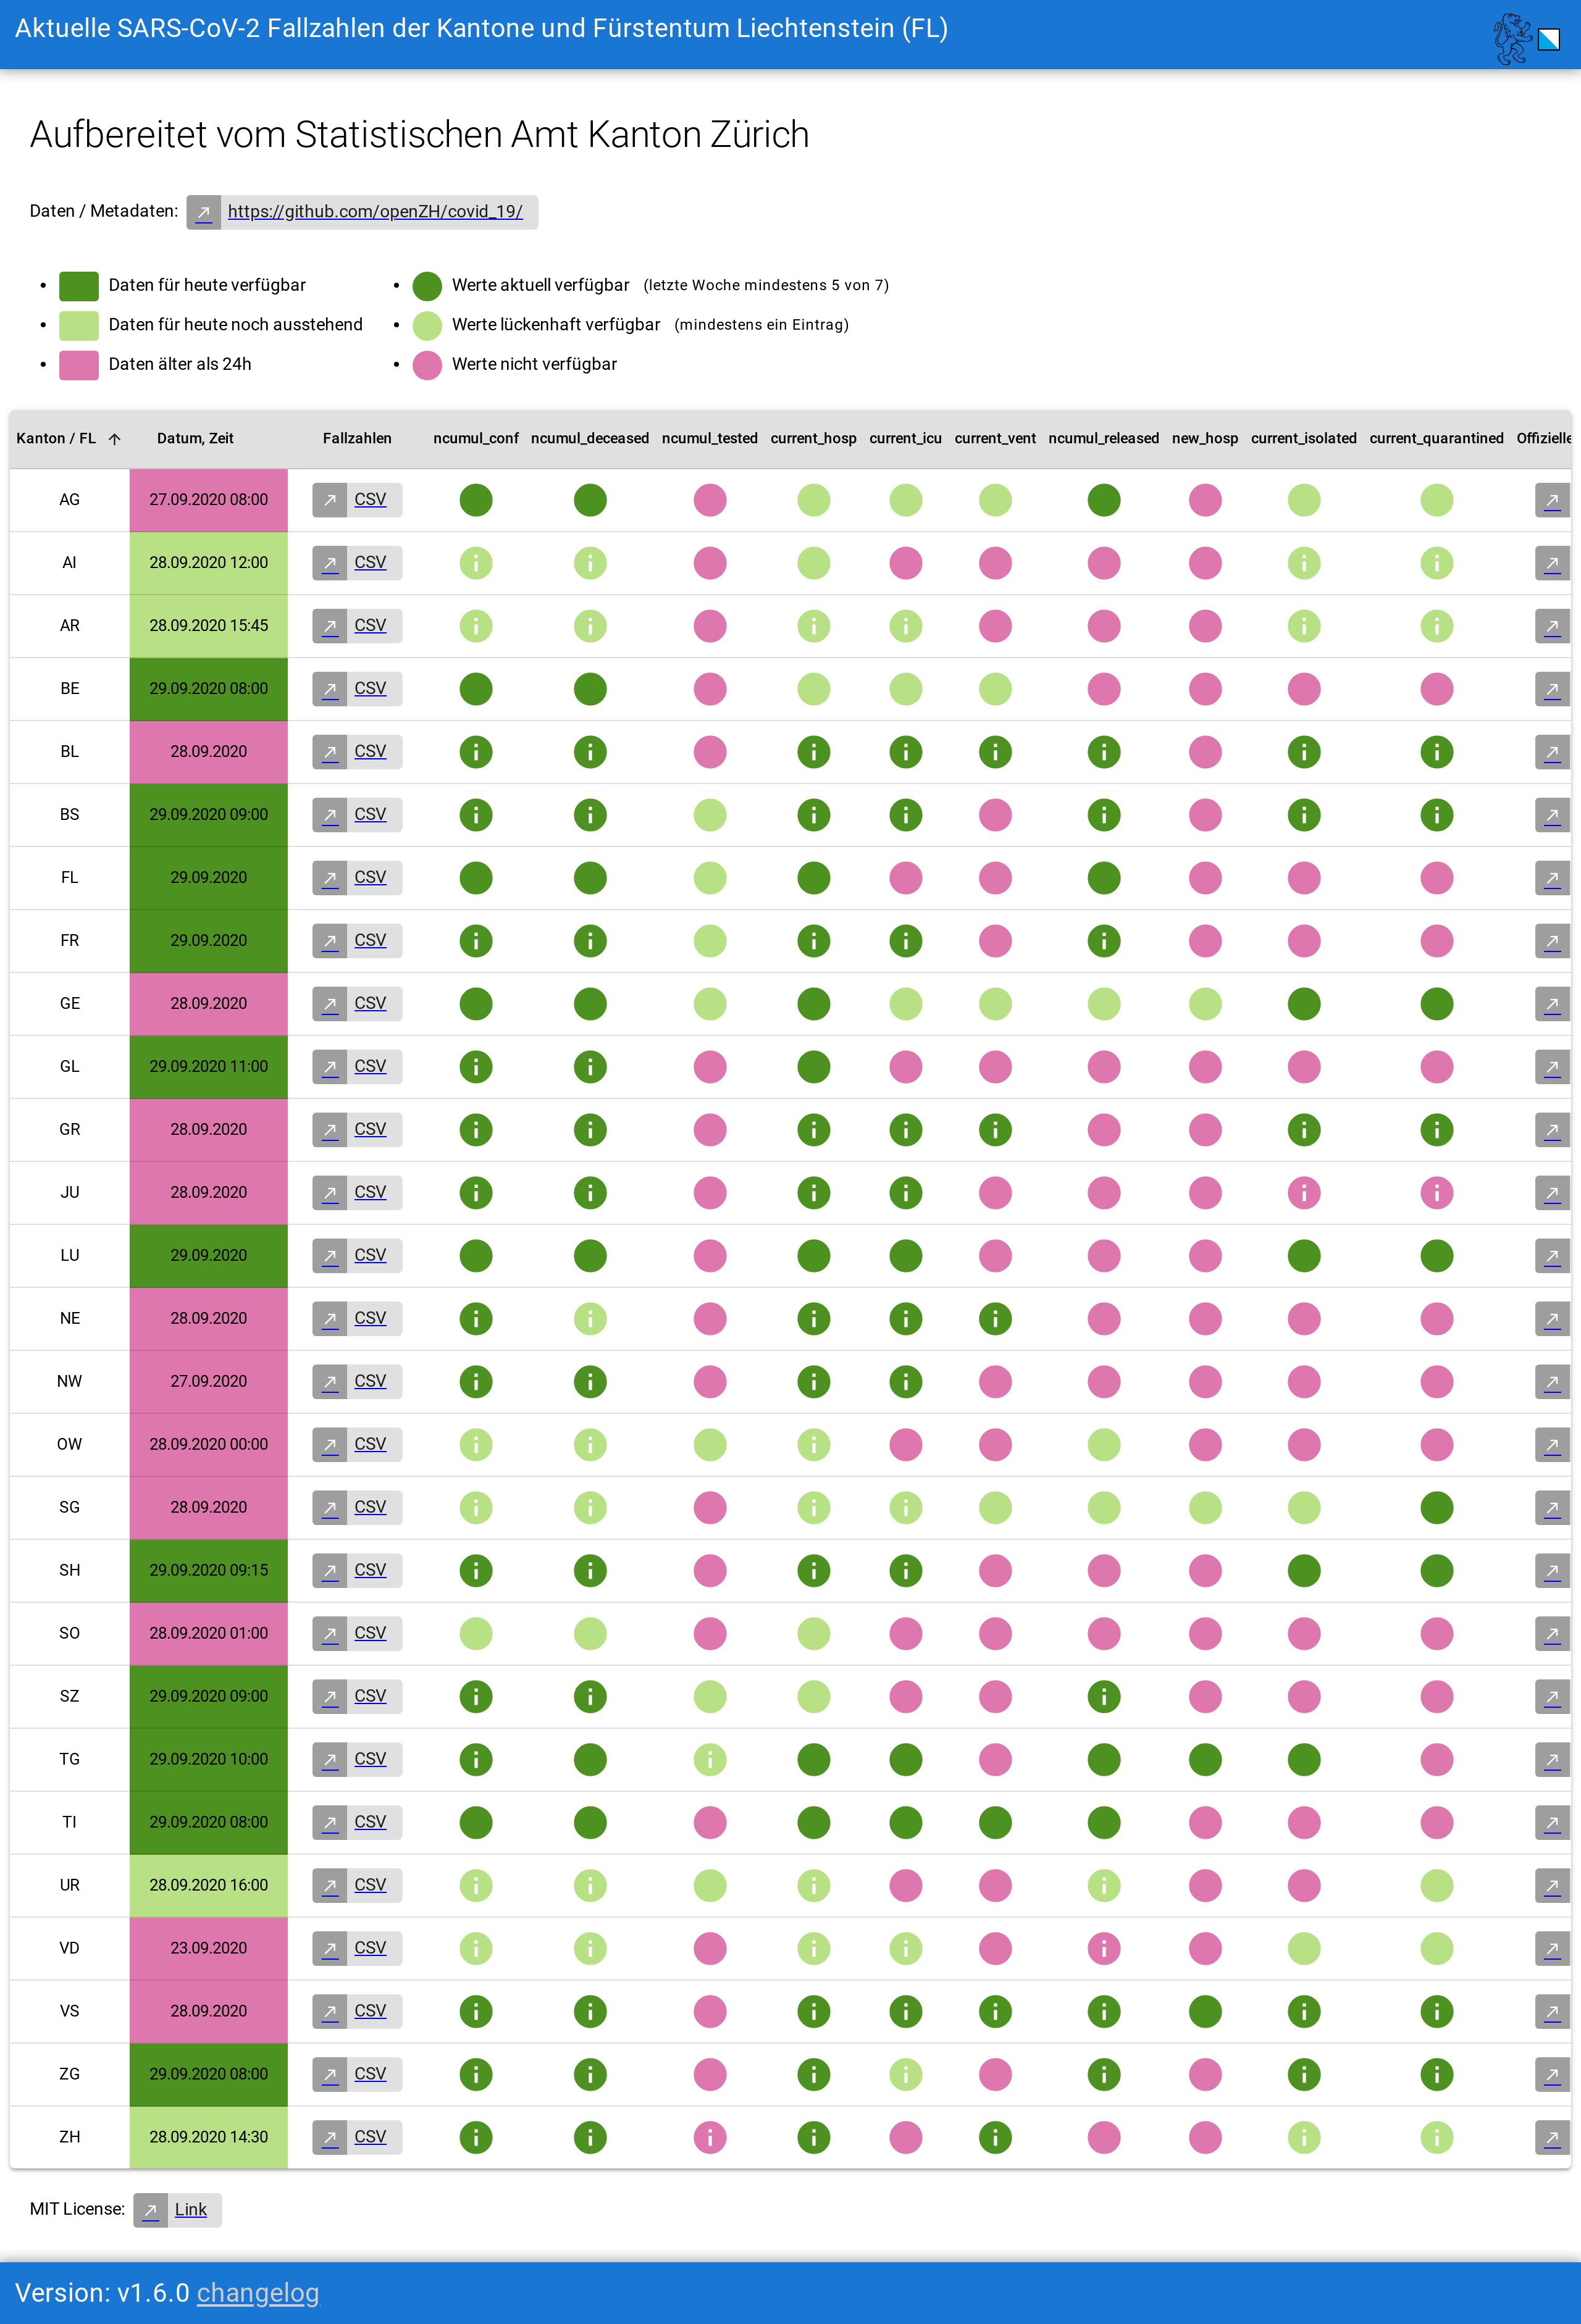 Aktuelle SARS-CoV-2 Fallzahlen der Kantone und Fürstentum Liechtenstein (FL)
Aufbereitet vom Statistischen Amt Kanton Zürich
Daten / Metadaten: https://github.com/openZH/covid_19/
Daten für heute verfügbar
Daten für heute noch ausstehend
Daten älter als 24h
Werte aktuell verfügbar (letzte Woche mindestens 5 von 7)
Werte lückenhaft verfügbar (mindestens ein Eintrag)
Werte nicht verfügbar
Kanton / FL Datum, Zeit Fallzahlen ncumul_conf ncumul_deceased ncumul_tested current_hosp current_icu current_vent ncumul_released new_hosp current_isolated current_quarantined Offizielle
AG 27.09.2020 08:00 CSV
AI 28.09.2020 12:00 CSV
AR 28.09.2020 15:45 CSV
BE 29.09.2020 08:00 CSV
BL 28.09.2020 CSV
BS 29.09.2020 09:00 CSV
FL 29.09.2020 CSV
FR 29.09.2020 CSV
GE 28.09.2020 CSV
GL 29.09.2020 11:00 CSV
GR 28.09.2020 CSV
JU 28.09.2020 CSV
LU 29.09.2020 CSV
NE 28.09.2020 CSV
NW 27.09.2020 CSV
OW 28.09.2020 00:00 CSV
SG 28.09.2020 CSV
SH 29.09.2020 09:15 CSV
SO 28.09.2020 01:00 CSV
SZ 29.09.2020 09:00 CSV
TG 29.09.2020 10:00 CSV
TI 29.09.2020 08:00 CSV
UR 28.09.2020 16:00 CSV
VD 23.09.2020 CSV
VS 28.09.2020 CSV
ZG 29.09.2020 08:00 CSV
ZH 28.09.2020 14:30 CSV
MIT License: Link
Version: v1.6.0 changelog